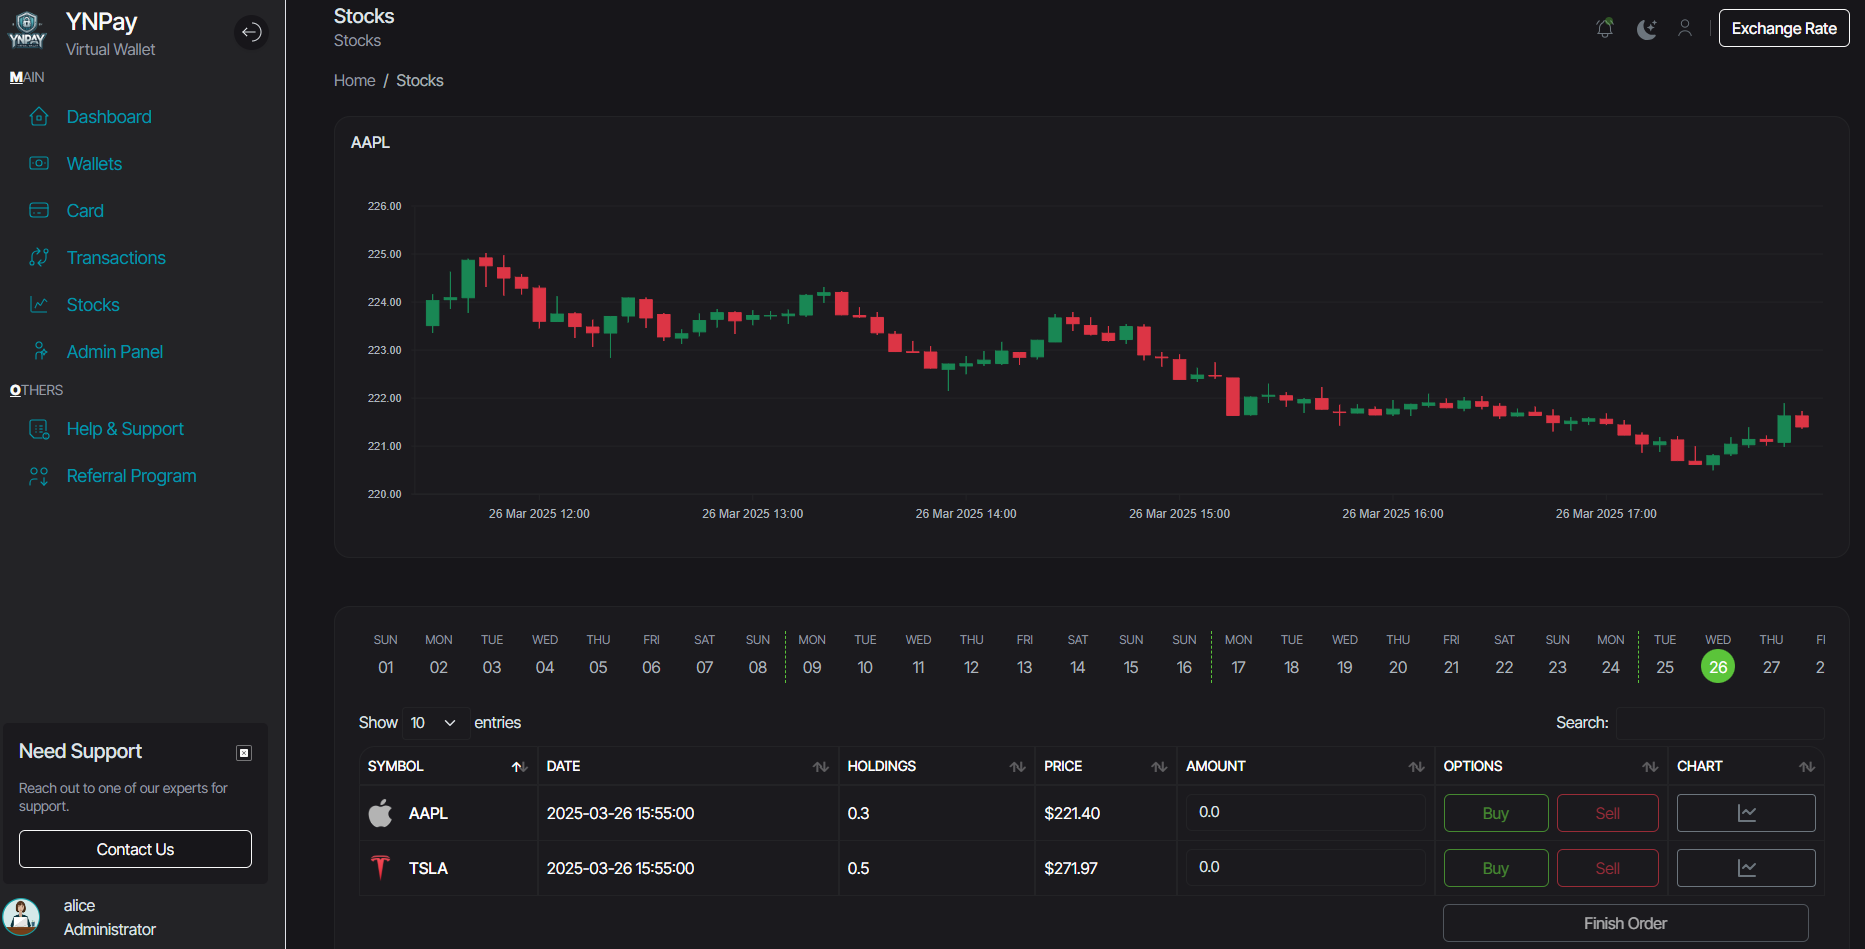 YNPay
Virtual Wallet
YNPAY
MAIN
Dashboard
Wallets
Card
Transactions
Stocks
Admin Panel
OTHERS
Help & Support
Referral Program
Need Support
Reach out to one of our experts for
support.
Contact Us
alice
Administrator
Stocks
Stocks
Exchange Rate
Home / Stocks
AAPL
226.00
225.00
224.00
223.00
222.00
221.00
220.00
26 Mar 2025 12:00 26 Mar 2025 13:00 26 Mar 2025 14:00 26 Mar 2025 15:00 26 Mar 2025 16:00 26 Mar 2025 17:00
SUN MON TUE WED THU FRI SAT SUN MON TUE WED THU FRI SAT SUN SUN MON TUE WED THU FRI SAT SUN MON TUE WED THU FI
01 02 03 04 05 06 07 08 09 10 11 12 13 14 15 16 17 18 19 20 21 22 23 24 25 26 27 2
Show 10 entries Search:
SYMBOL DATE HOLDINGS PRICE AMOUNT OPTIONS CHART
AAPL 2025-03-26 15:55:00 0.3 $221.40 0.0 Buy Sell
TSLA 2025-03-26 15:55:00 0.5 $271.97 0.0 Buy Sell
Finish Order